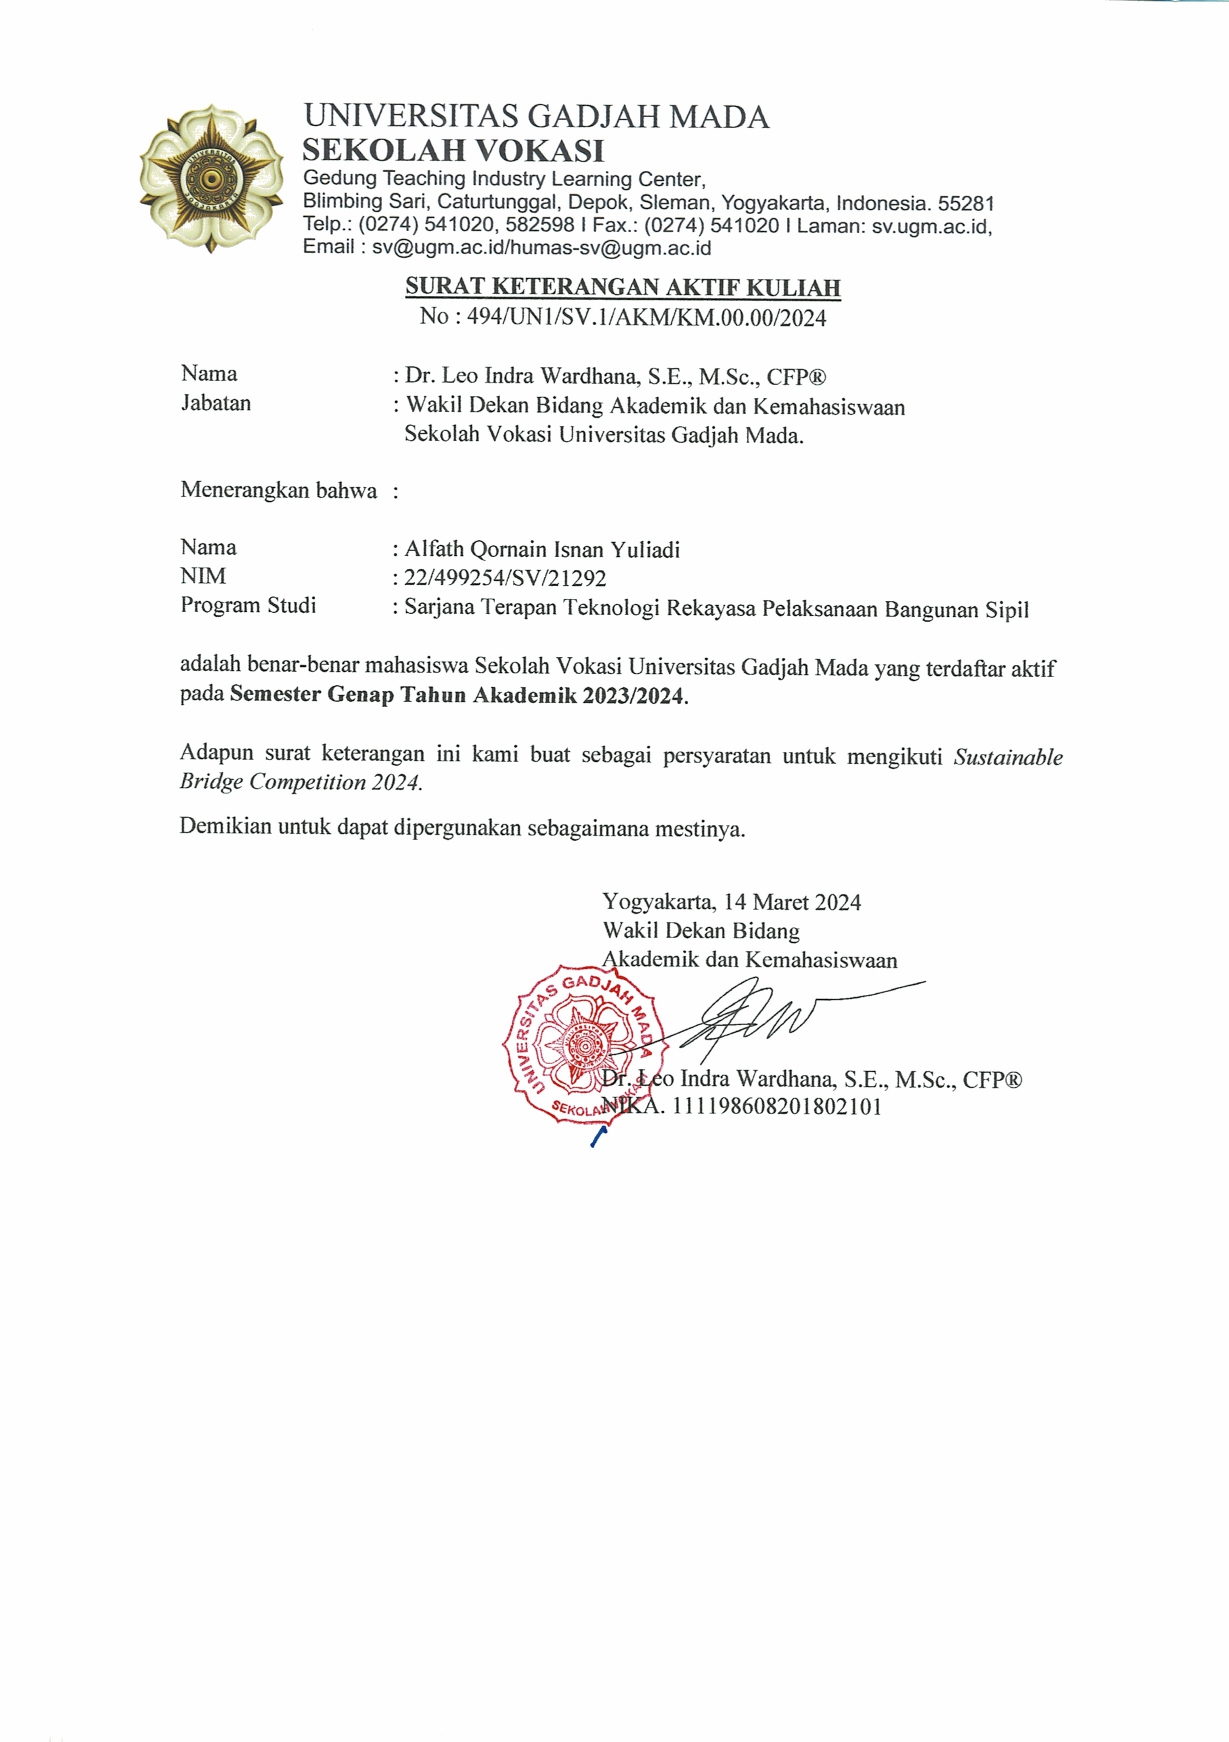 UNIVERSITAS GADJAH MADA
SEKOLAH VOKASI
Gedung Teaching Industry Learning Center,
Blimbing Sari, Caturtunggal, Depok, Sleman, Yogyakarta, Indonesia. 55281
Telp.: (0274) 541020, 582598 I Fax.: (0274) 541020 I Laman: sv.ugm.ac.id,
Email : sv@ugm.ac.id/humas-sv@ugm.ac.id
SURAT KETERANGAN AKTIF KULIAH
No : 494/UN1/SV.1/AKM/KM.00.00/2024
Nama : Dr. Leo Indra Wardhana, S.E., M.Sc., CFP®
Jabatan : Wakil Dekan Bidang Akademik dan Kemahasiswaan
Sekolah Vokasi Universitas Gadjah Mada.
Menerangkan bahwa :
Nama : Alfath Qornain Isnan Yuliadi
NIM : 22/499254/SV/21292
Program Studi : Sarjana Terapan Teknologi Rekayasa Pelaksanaan Bangunan Sipil
adalah benar-benar mahasiswa Sekolah Vokasi Universitas Gadjah Mada yang terdaftar aktif
pada Semester Genap Tahun Akademik 2023/2024.
Adapun surat keterangan ini kami buat sebagai persyaratan untuk mengikuti Sustainable
Bridge Competition 2024.
Demikian untuk dapat dipergunakan sebagaimana mestinya.
Yogyakarta, 14 Maret 2024
Wakil Dekan Bidang
Akademik dan Kemahasiswaan
UNIVERSITAS GADJAH MADA
SEKOLAH VOKASI
Dr. Leo Indra Wardhana, S.E., M.Sc., CFP®
NIKA. 111198608201802101